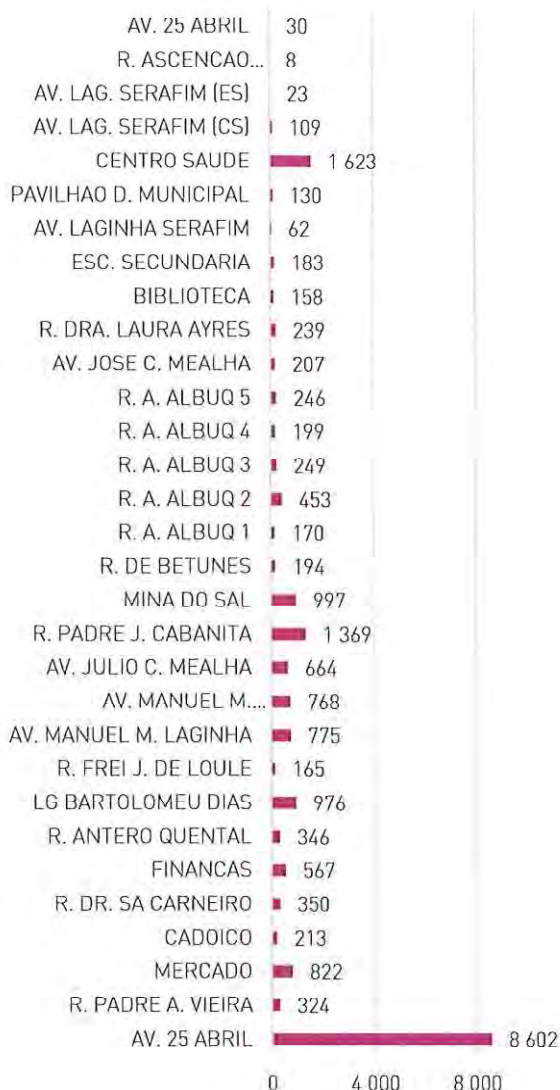 AV. 25 ABRIL 30
R. ASCENCAO... 8
AV. LAG. SERAFIM (ES) 23
AV. LAG. SERAFIM (CS) 109
CENTRO SAUDE 1 623
PAVILHAO D. MUNICIPAL 130
AV. LAGINHA SERAFIM 62
ESC. SECUNDARIA 183
BIBLIOTECA 158
R. DRA. LAURA AYRES 239
AV. JOSE C. MEALHA 207
R. A. ALBUQ 5 246
R. A. ALBUQ 4 199
R. A. ALBUQ 3 249
R. A. ALBUQ 2 453
R. A. ALBUQ 1 170
R. DE BETUNES 194
MINA DO SAL 997
R. PADRE J. CABANITA 1 369
AV. JULIO C. MEALHA 664
AV. MANUEL M.... 768
AV. MANUEL M. LAGINHA 775
R. FREI J. DE LOULE 165
LG BARTOLOMEU DIAS 976
R. ANTERO QUENTAL 346
FINANCAS 567
R. DR. SA CARNEIRO 350
CADOICO 213
MERCADO 822
R. PADRE A. VIEIRA 324
AV. 25 ABRIL 8 602
0 4 000 8 000